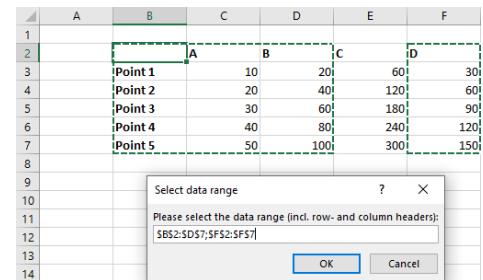 A B C D E F
1
2 A B C D
3 Point 1 10 20 60 30
4 Point 2 20 40 120 60
5 Point 3 30 60 180 90
6 Point 4 40 80 240 120
7 Point 5 50 100 300 150
8
9
10
11
12
13
14
Select data range ? ×
Please select the data range (incl. row- and column headers):
$B$2:$D$7;$F$2:$F$7
OK Cancel